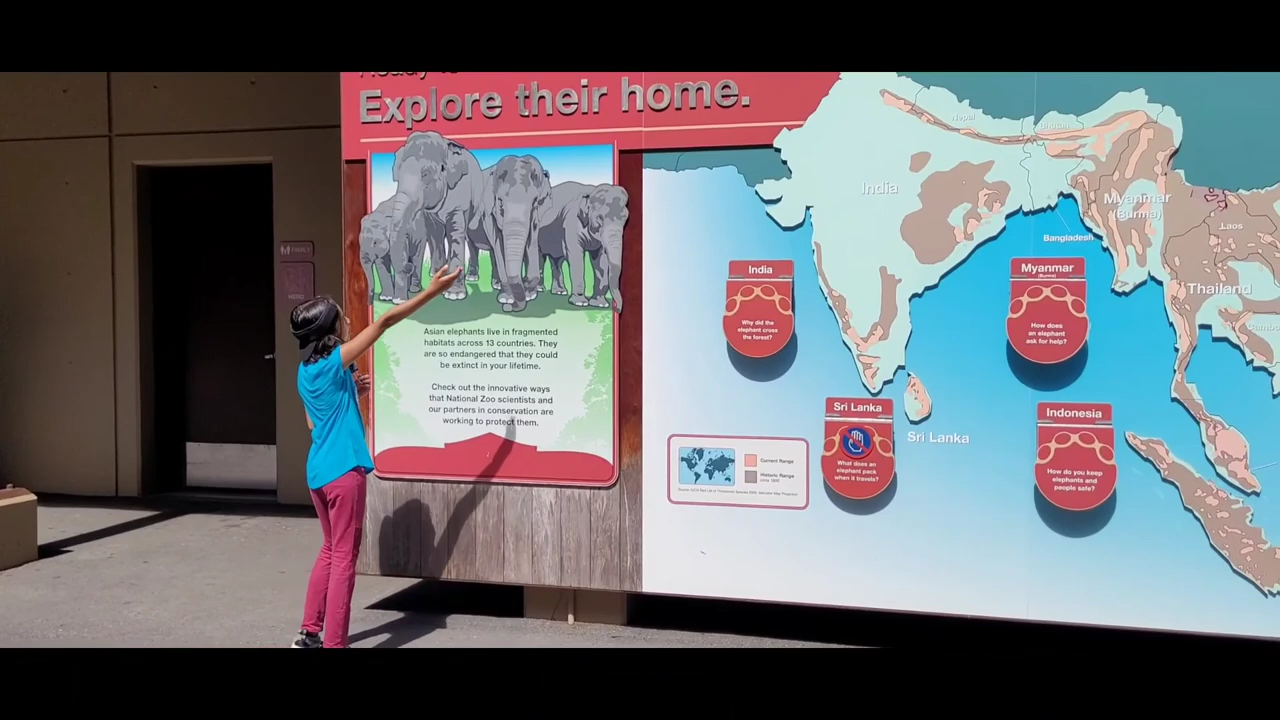 Explore their home.
Asian elephants live in fragmented
habitats across 13 countries. They
are so endangered that they could
be extinct in your lifetime.
Check out the innovative ways
that National Zoo scientists and
our partners in conservation are
working to protect them.
FAMILY
Nepal
Bhutan
India
Myanmar
(Burma)
Laos
Bangladesh
Thailand
India
Why did the
elephant cross
the forest?
Myanmar
(Burma)
How does
an elephant
ask for help?
Sri Lanka
What does an
elephant pack
when it travels?
Sri Lanka
Indonesia
How do you keep
elephants and
people safe?
Current Range
Historic Range